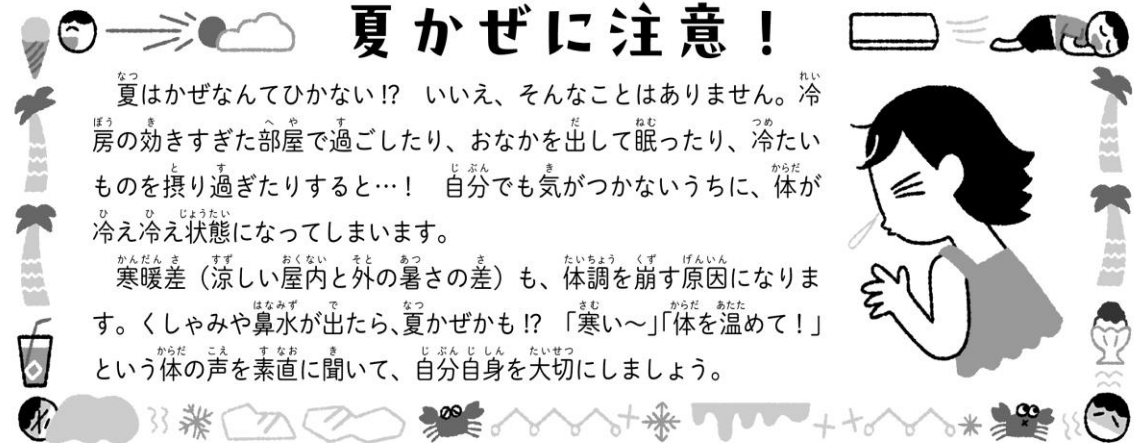 夏かぜに注意！
夏はかぜなんてひかない!?　いいえ、そんなことはありません。冷
房の効きすぎた部屋で過ごしたり、おなかを出して眠ったり、冷たい
ものを摂り過ぎたりすると…！　自分でも気がつかないうちに、体が
冷え冷え状態になってしまいます。
寒暖差（涼しい屋内と外の暑さの差）も、体調を崩す原因になりま
す。くしゃみや鼻水が出たら、夏かぜかも!?　「寒い～」「体を温めて！」
という体の声を素直に聞いて、自分自身を大切にしましょう。